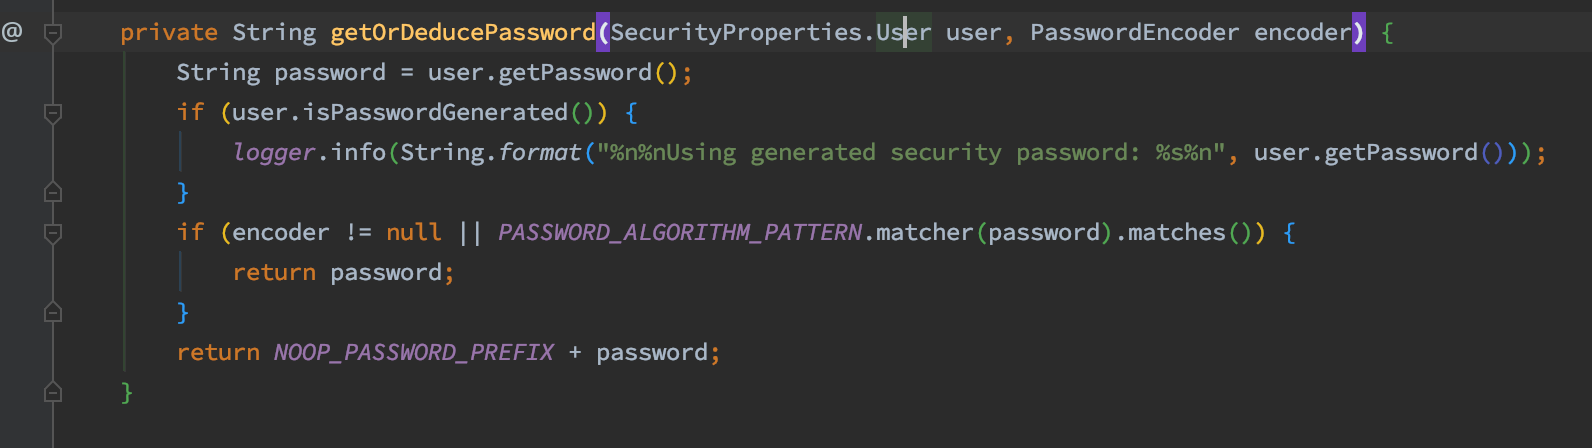 @ private String getOrDeducePassword(SecurityProperties.User user, PasswordEncoder encoder) {
String password = user.getPassword();
if (user.isPasswordGenerated()) {
logger.info(String.format("%n%nUsing generated security password: %s%n", user.getPassword()));
}
if (encoder != null || PASSWORD_ALGORITHM_PATTERN.matcher(password).matches()) {
return password;
}
return NOOP_PASSWORD_PREFIX + password;
}